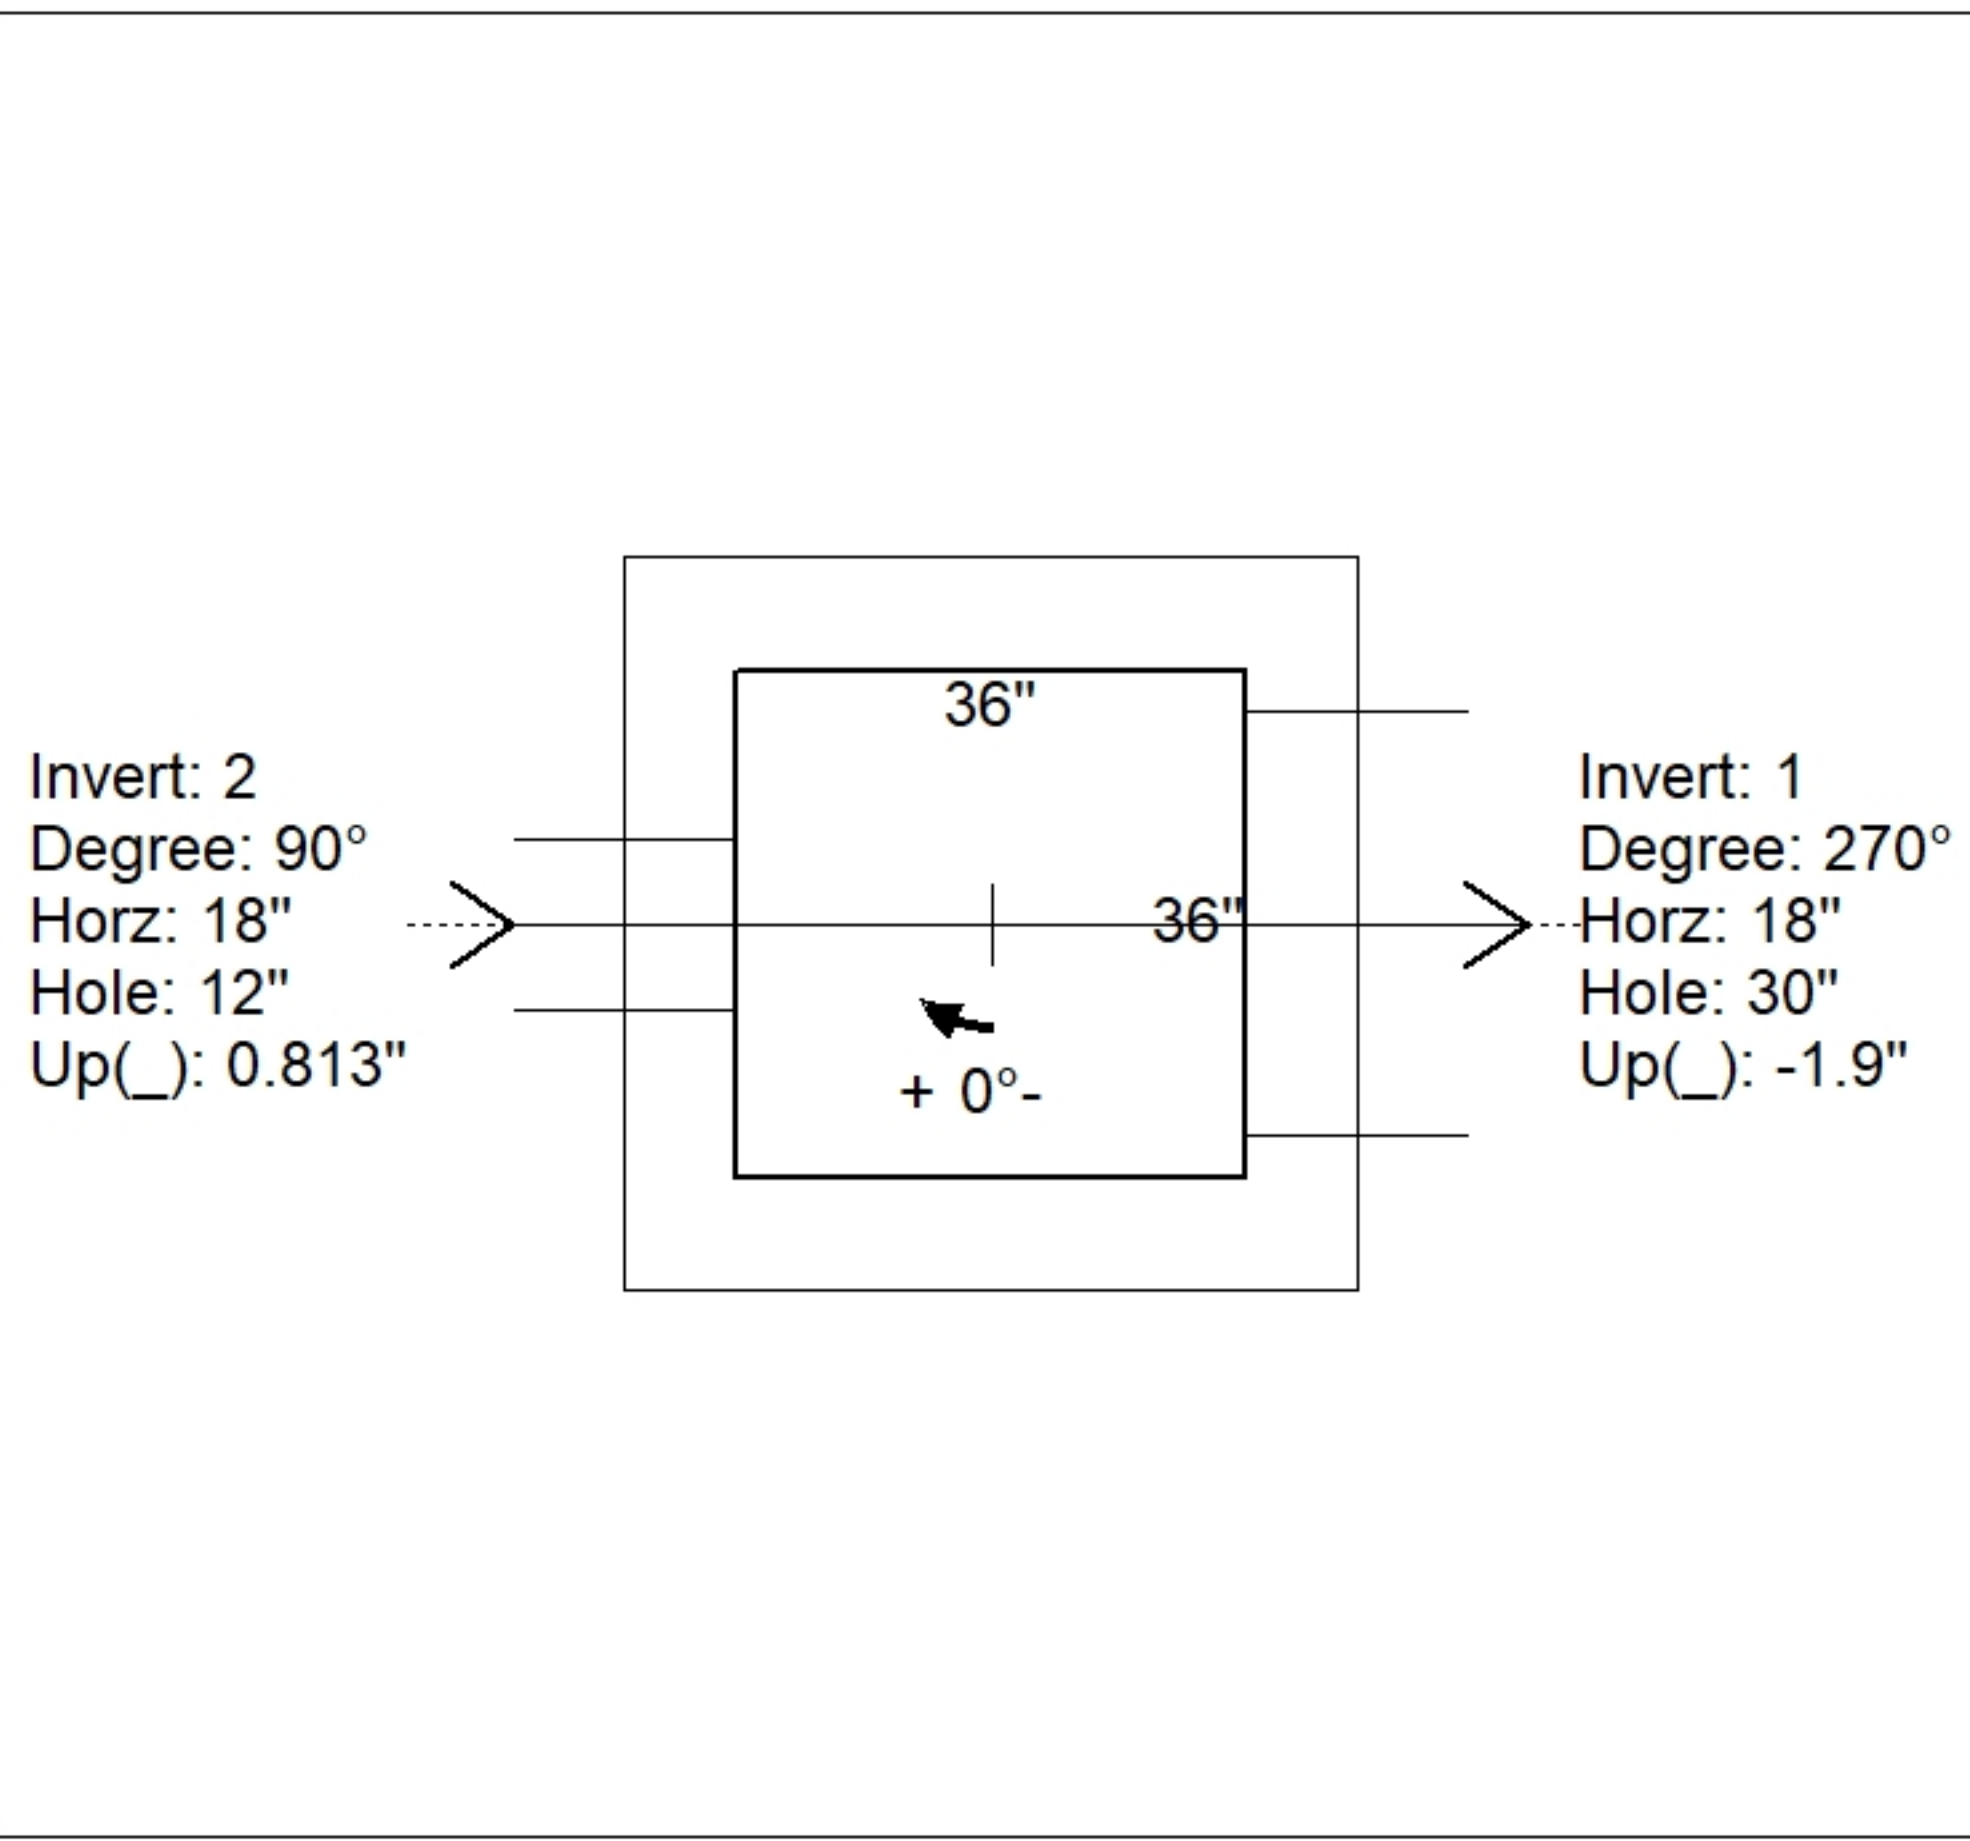 36"
Invert: 2
Degree: 90°
Horz: 18"
Hole: 12"
Up(_): 0.813"
36"
+ 0°-
Invert: 1
Degree: 270°
Horz: 18"
Hole: 30"
Up(_): -1.9"